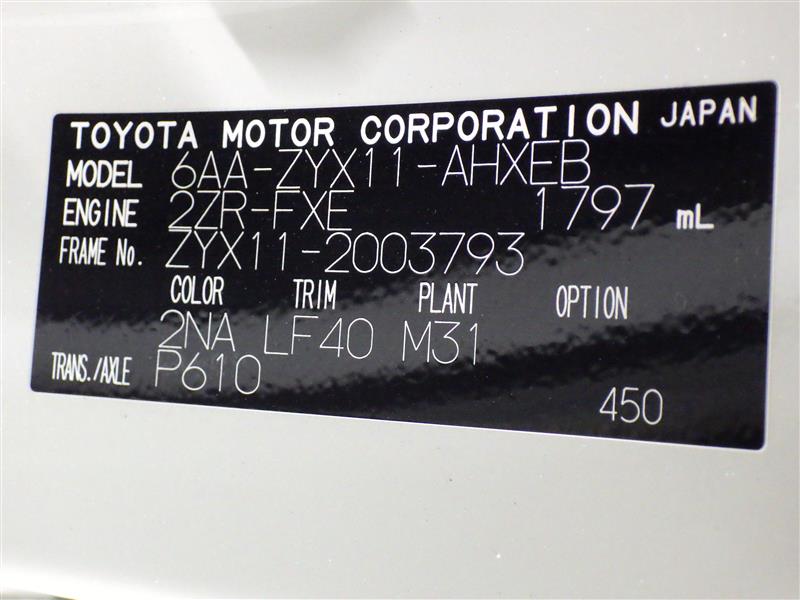 TOYOTA MOTOR CORPORATION JAPAN
MODEL 6AA-ZYX11-AHXEB
ENGINE 2ZR-FXE 1797 mL
FRAME No. ZYX11-2003793
COLOR TRIM PLANT OPTION
2NA LF40 M31
TRANS./AXLE P610
450